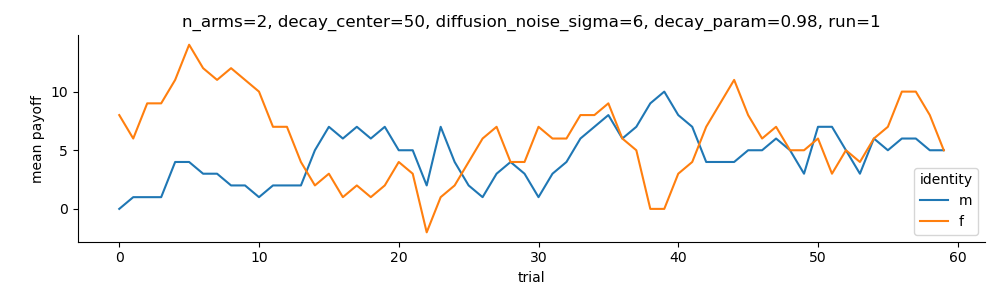 n_arms=2, decay_center=50, diffusion_noise_sigma=6, decay_param=0.98, run=1
mean payoff
10
5
0
identity
m
f
0 10 20 30 40 50 60
trial